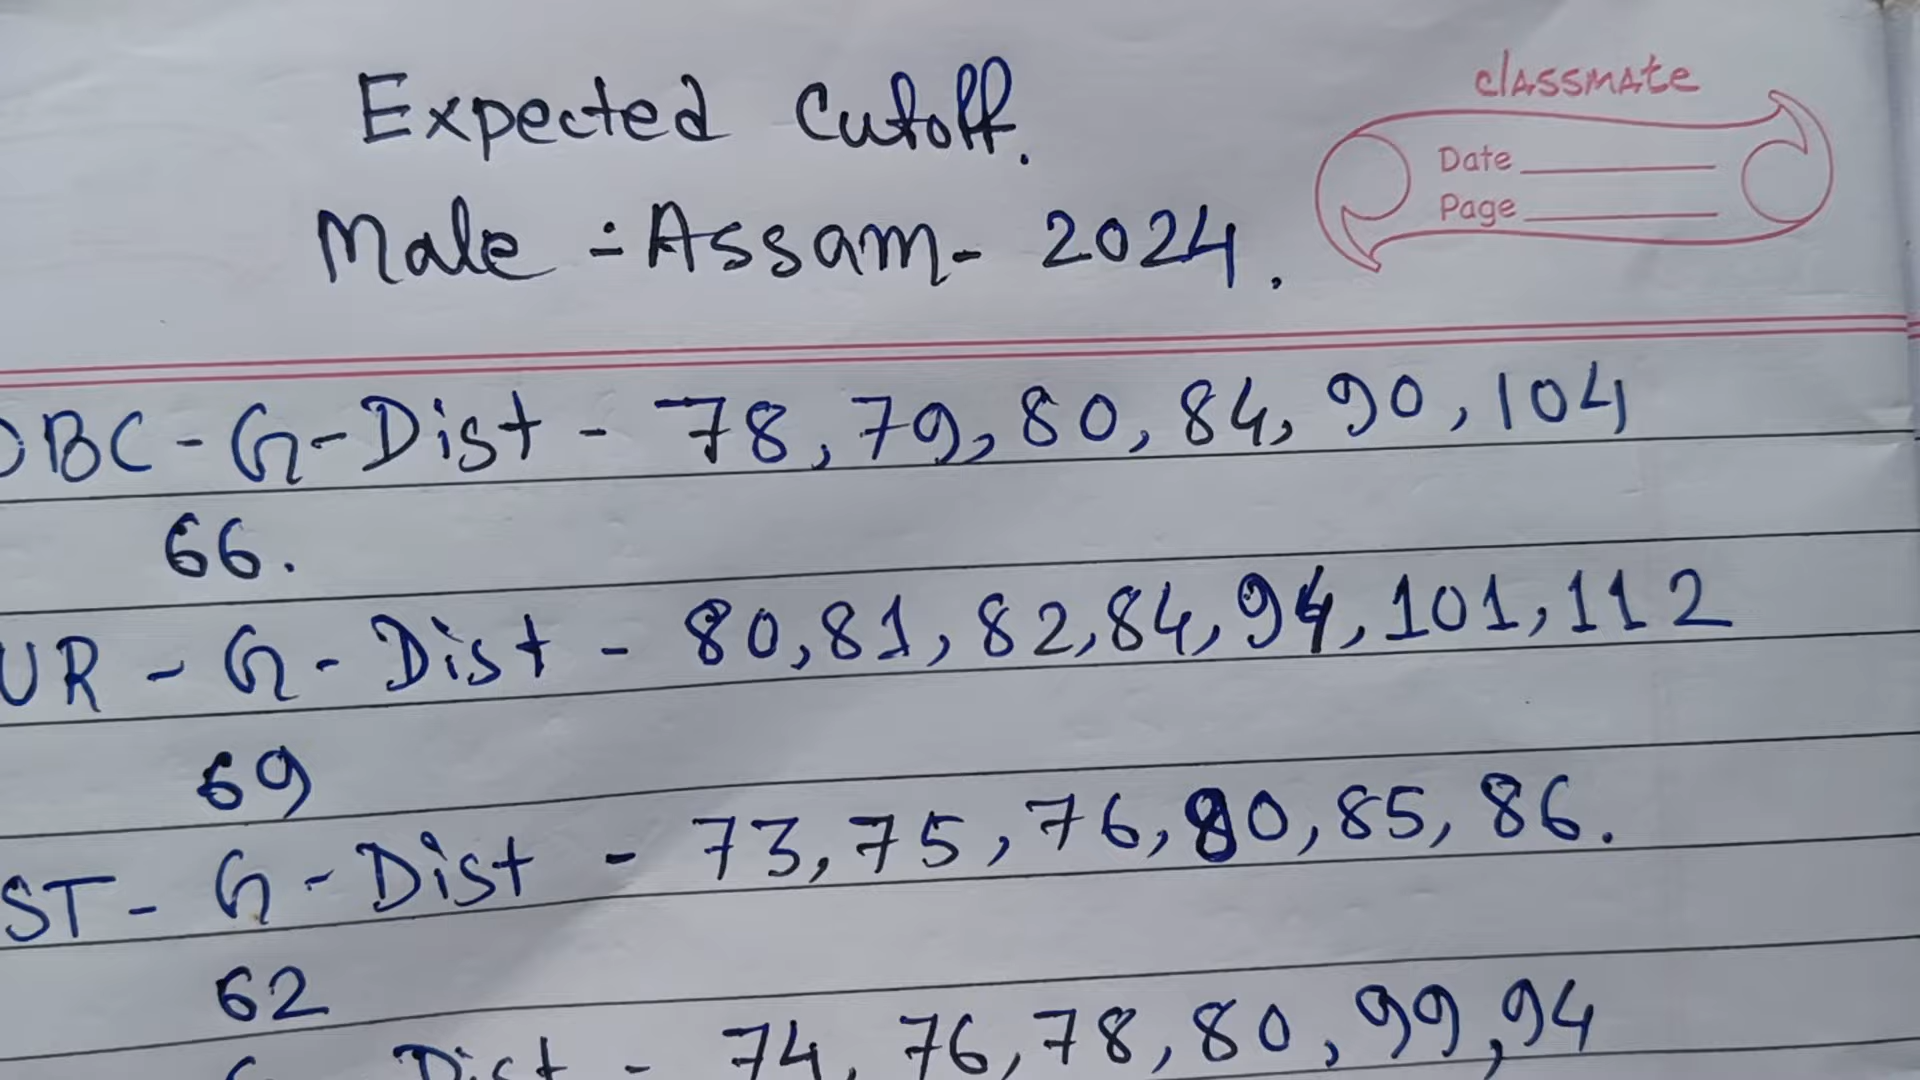 Expected Cutoff.
classmate
Date
Page
Male :- Assam - 2024.
OBC - G - Dist - 78, 79, 80, 84, 90, 104
66.
UR - G - Dist - 80, 81, 82, 84, 94, 101, 112
69
ST - G - Dist - 73, 75, 76, 80, 85, 86.
62
G - Dist - 74, 76, 78, 80, 99, 94